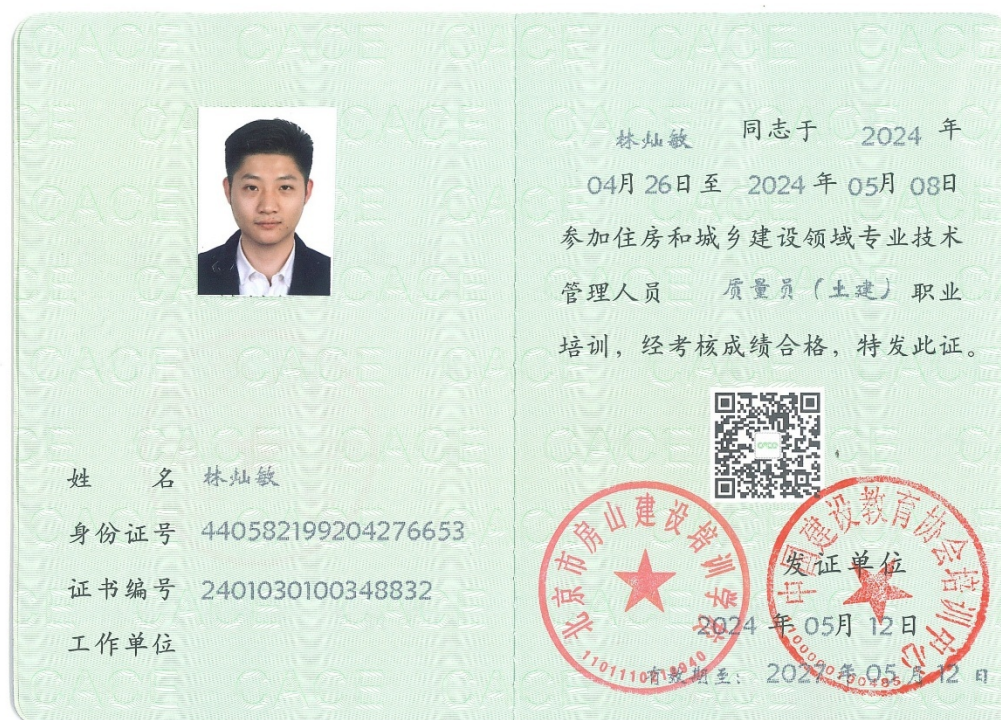 姓 名 林灿敏
身份证号 440582199204276653
证书编号 2401030100348832
工作单位
林灿敏 同志于 2024 年
04月 26日至 2024 年 05月 08日
参加住房和城乡建设领域专业技术
管理人员 质量员（土建）职业
培训，经考核成绩合格，特发此证。
北京市房山建设培训学校
中国建设教育协会培训中心
发证单位
2024 年 05月 12日
有效期至： 2027 年 05 月 12 日
CACE